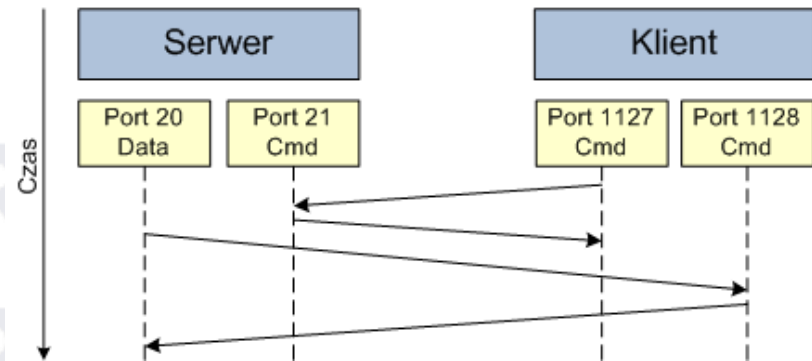 Serwer
Klient
Port 20
Data
Port 21
Cmd
Port 1127
Cmd
Port 1128
Cmd
Czas